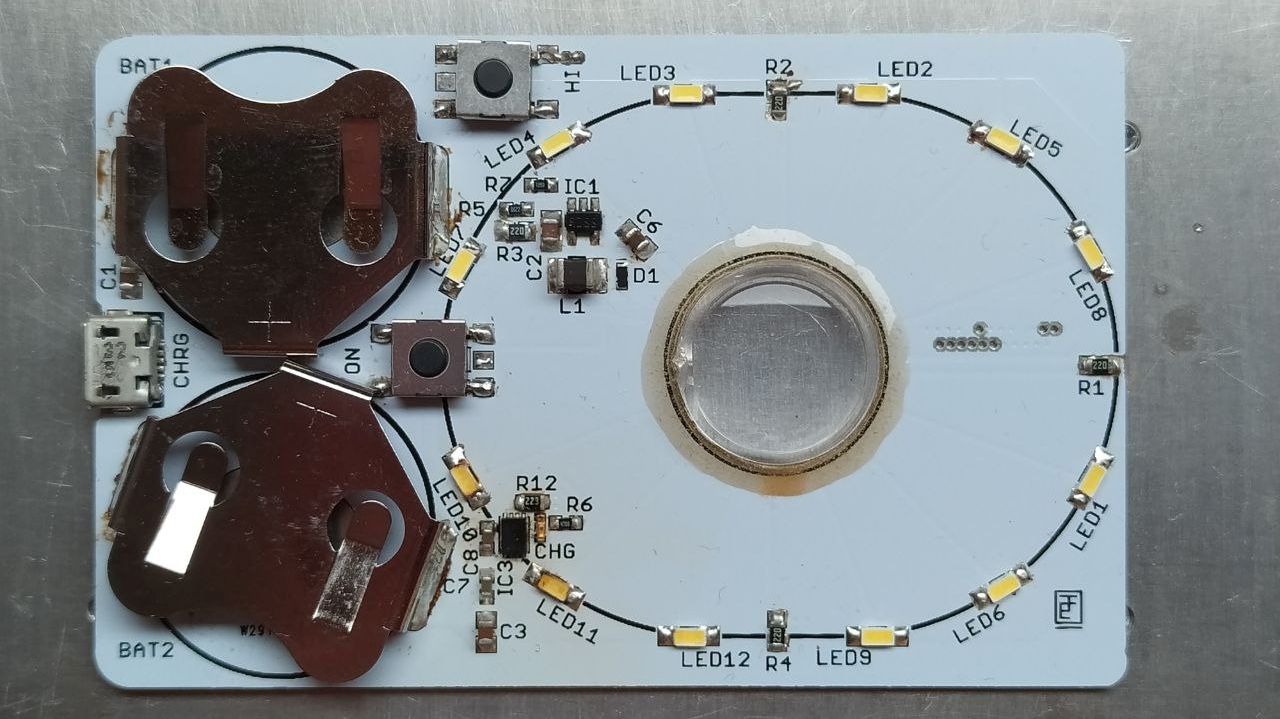 BAT1
HI
LED3
R2
220
LED2
LED4
LED5
R7
IC1
R5
R3
220
C6
C2
LED7
D1
L1
C1
LED8
CHRG
ON
R1
220
LED10
R12
223
R6
CHG
C8
IC3
C7
LED1
LED11
LED6
C3
W29
BAT2
LED12
R4
220
LED9